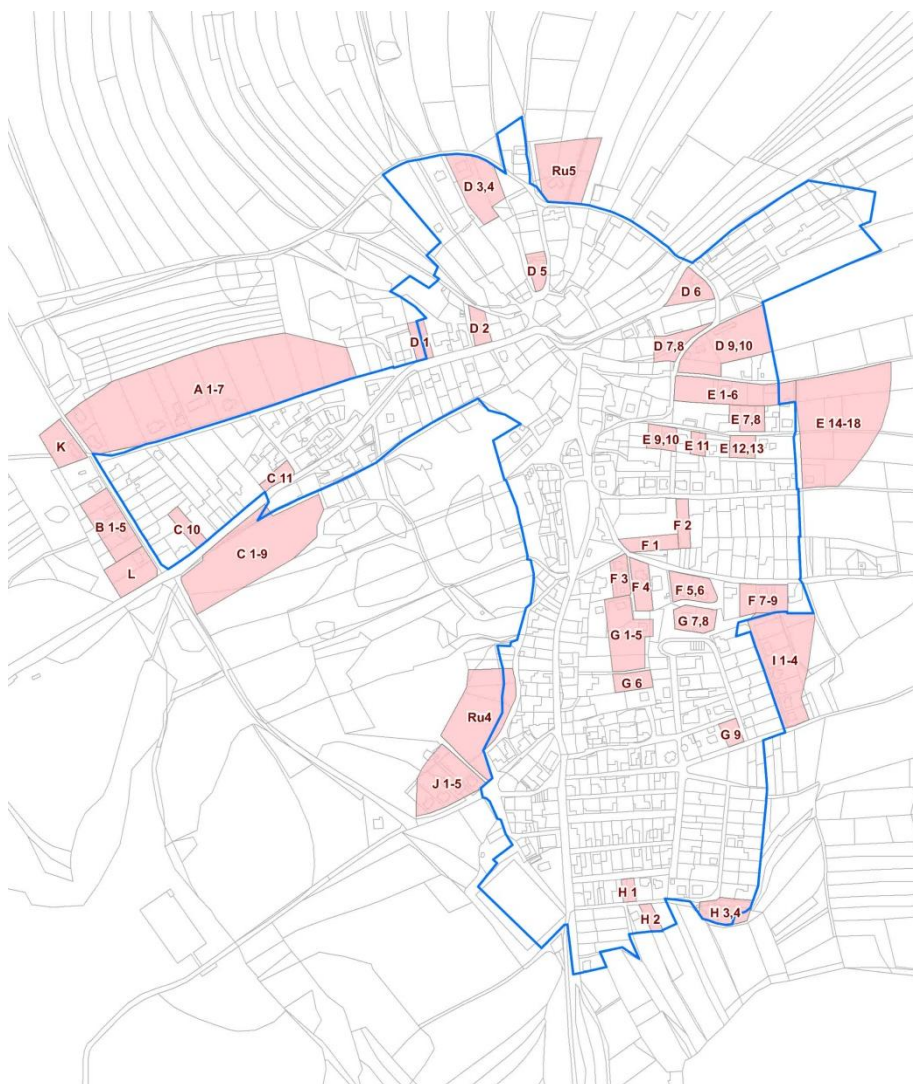 D 3,4
Ru5
D 5
D 6
D 1
D 2
D 7,8
D 9,10
A 1-7
E 1-6
E 14-18
E 7,8
K
E 9,10
E 11
E 12,13
C 11
B 1-5
C 10
F 2
C 1-9
F 1
L
F 3
F 4
F 5,6
F 7-9
G 7,8
G 1-5
I 1-4
G 6
Ru4
G 9
J 1-5
H 1
H 2
H 3,4